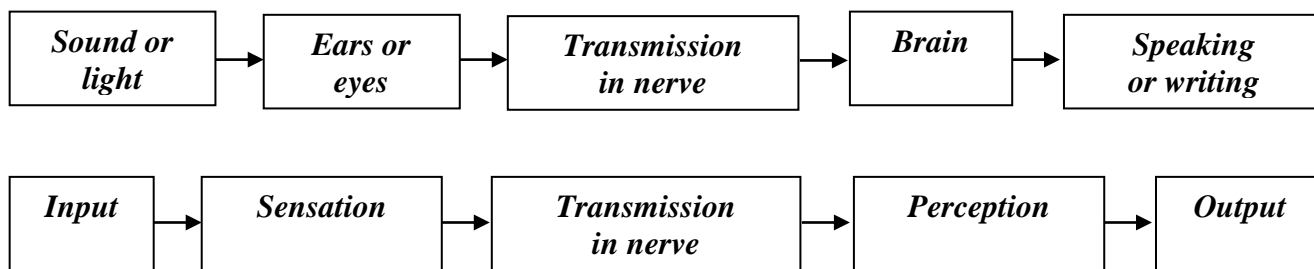 Sound or
light
Ears or
eyes
Transmission
in nerve
Brain
Speaking
or writing
Input
Sensation
Transmission
in nerve
Perception
Output